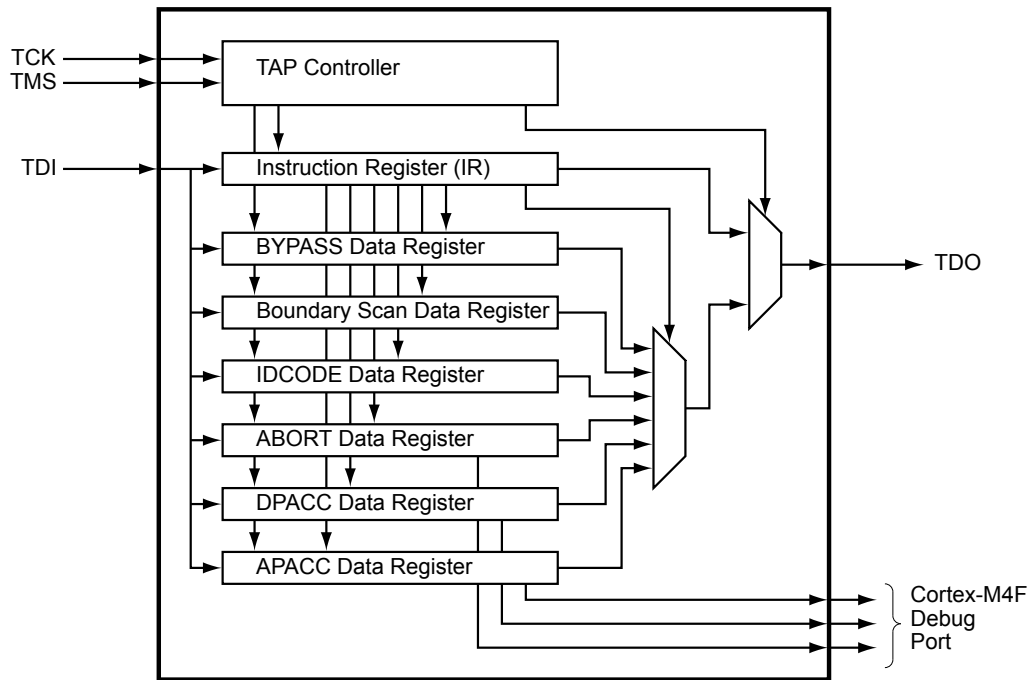 TCK
TMS
TAP Controller
TDI
Instruction Register (IR)
BYPASS Data Register
TDO
Boundary Scan Data Register
IDCODE Data Register
ABORT Data Register
DPACC Data Register
APACC Data Register
Cortex-M4F
Debug
Port